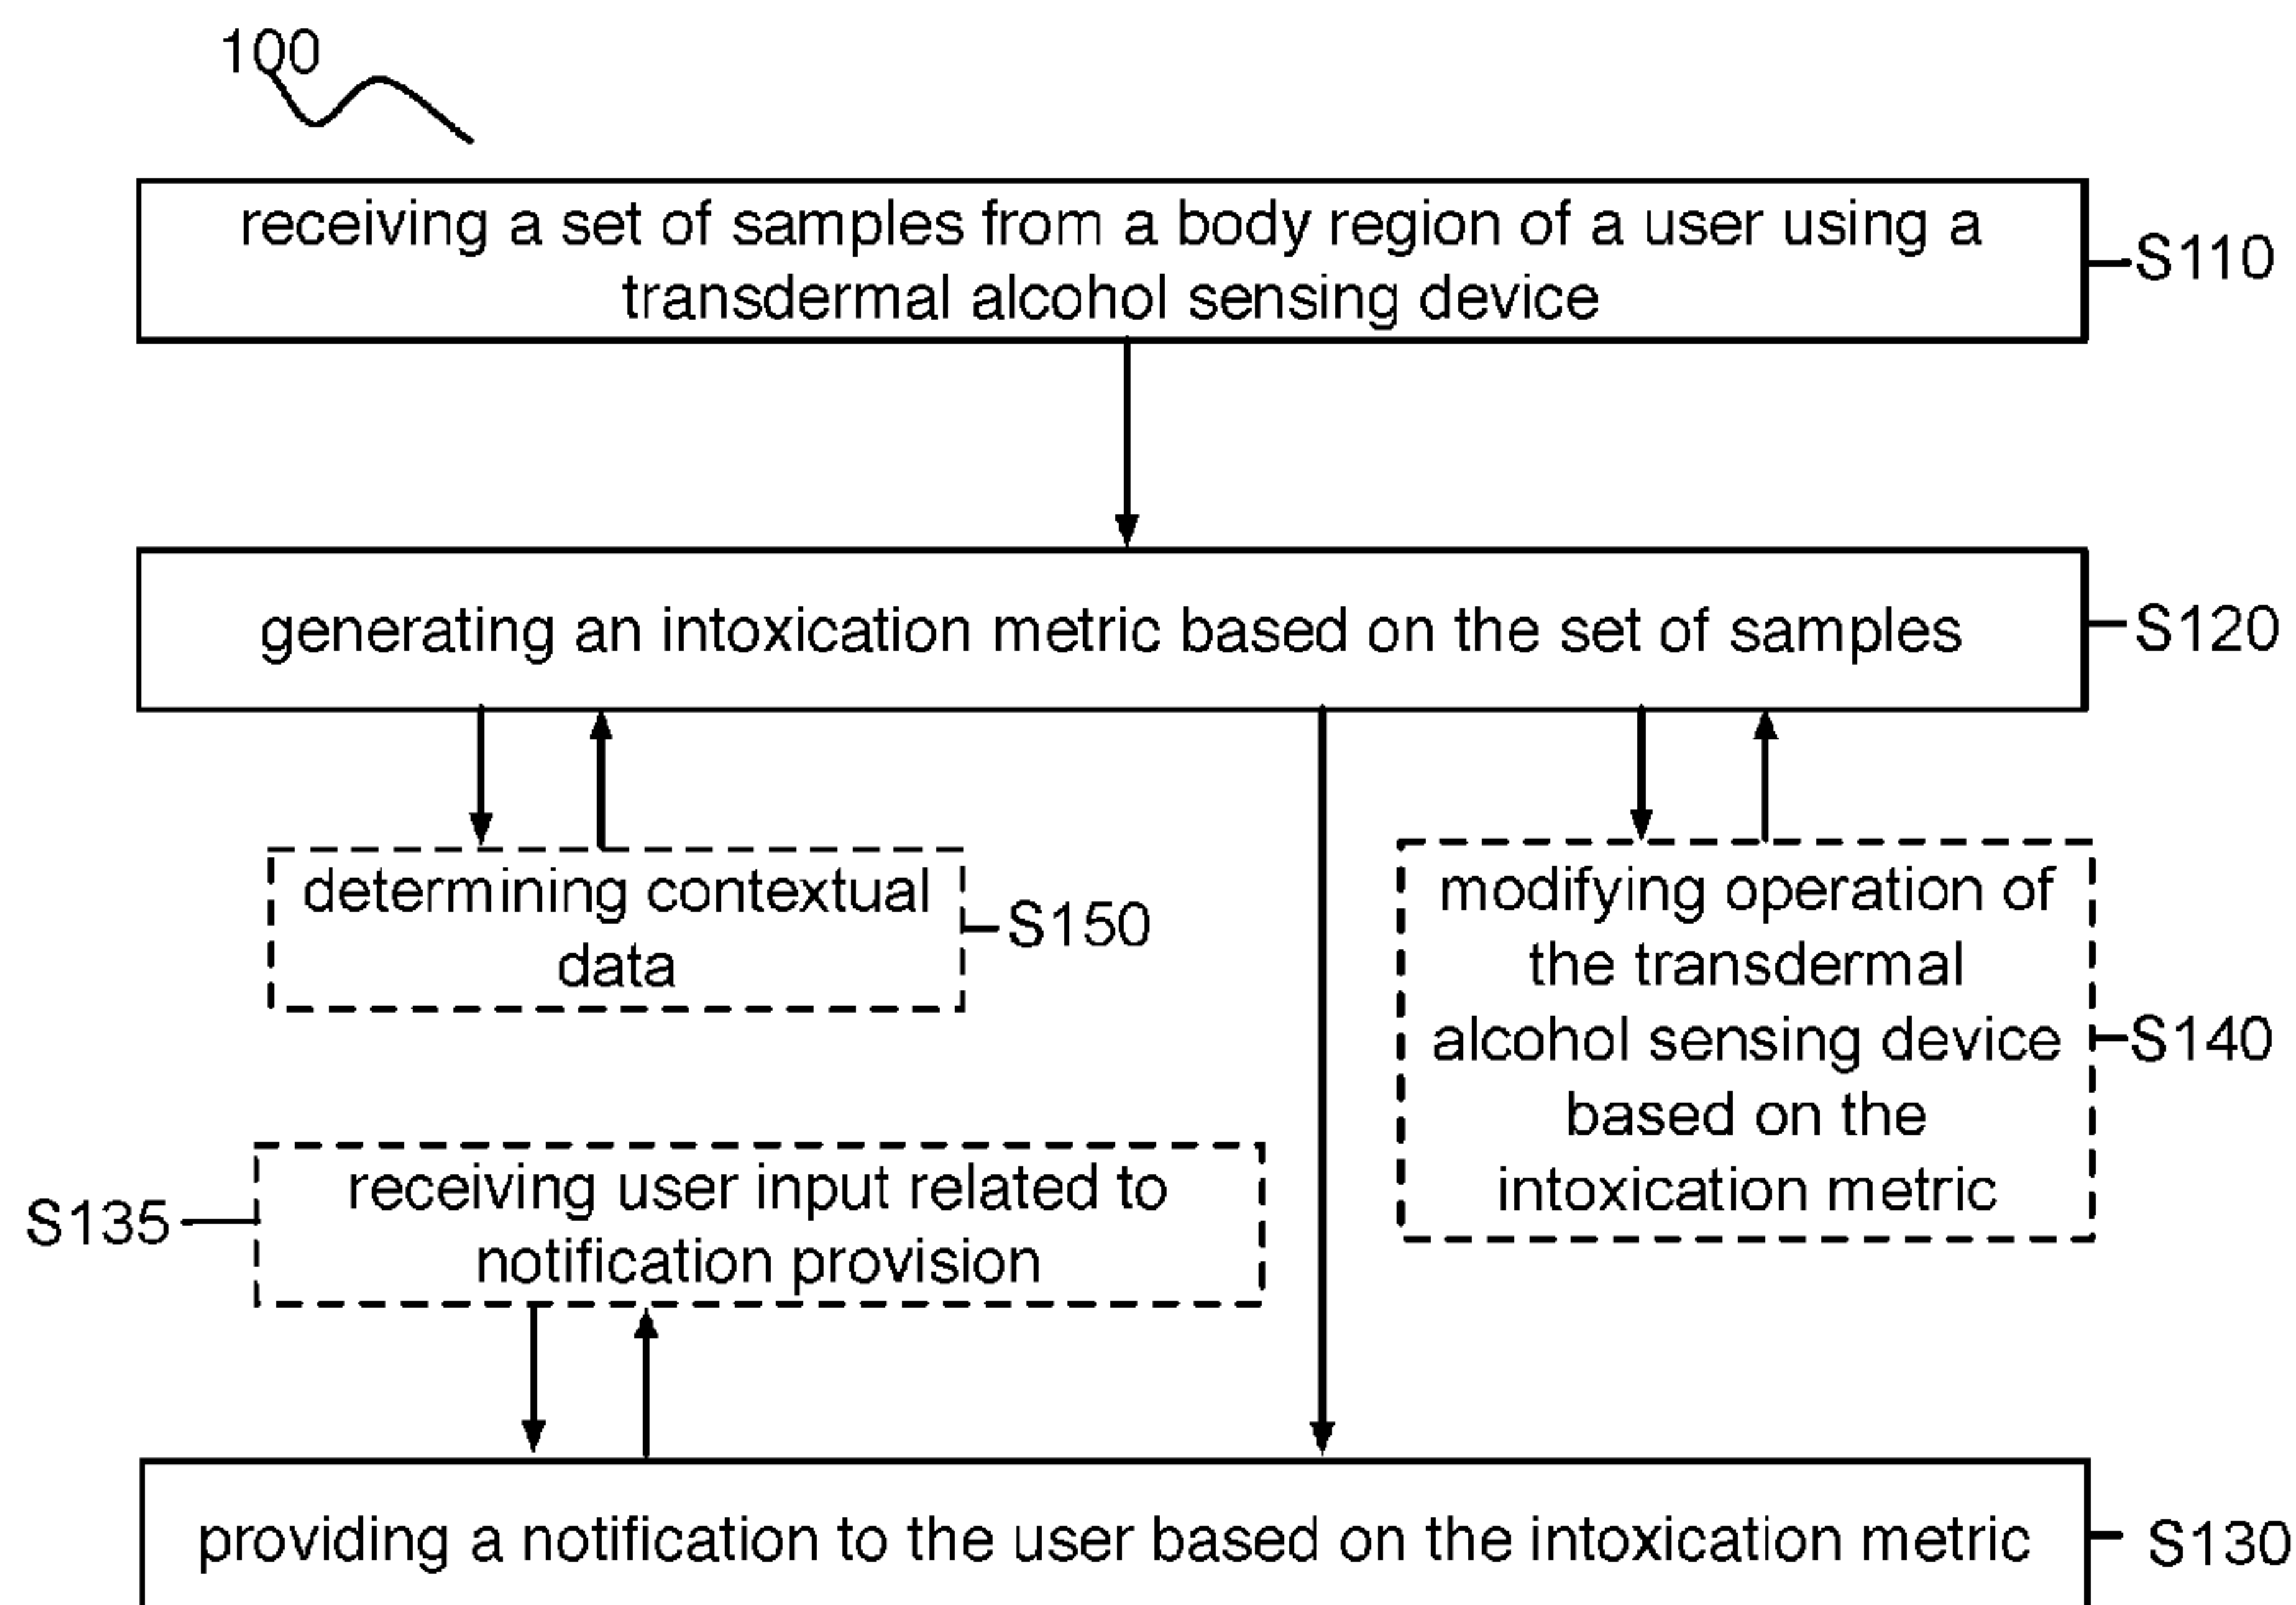 100
receiving a set of samples from a body region of a user using a
transdermal alcohol sensing device
S110
generating an intoxication metric based on the set of samples
S120
determining contextual
data
S150
modifying operation of
the transdermal
alcohol sensing device
based on the
intoxication metric
S140
S135
receiving user input related to
notification provision
providing a notification to the user based on the intoxication metric
S130